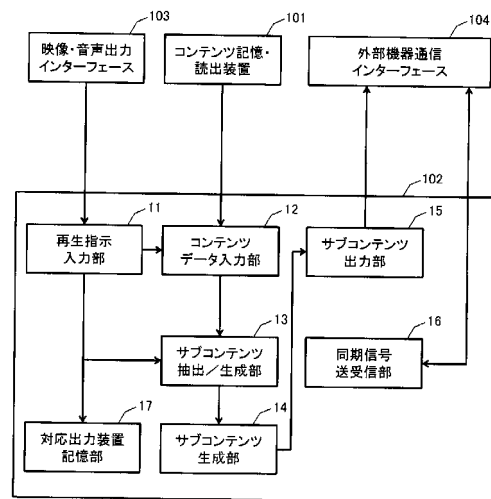 103
映像・音声出力
インターフェース
101
コンテンツ記憶・
読出装置
104
外部機器通信
インターフェース
102
11
再生指示
入力部
12
コンテンツ
データ入力部
15
サブコンテンツ
出力部
13
サブコンテンツ
抽出／生成部
16
同期信号
送受信部
17
対応出力装置
記憶部
14
サブコンテンツ
生成部